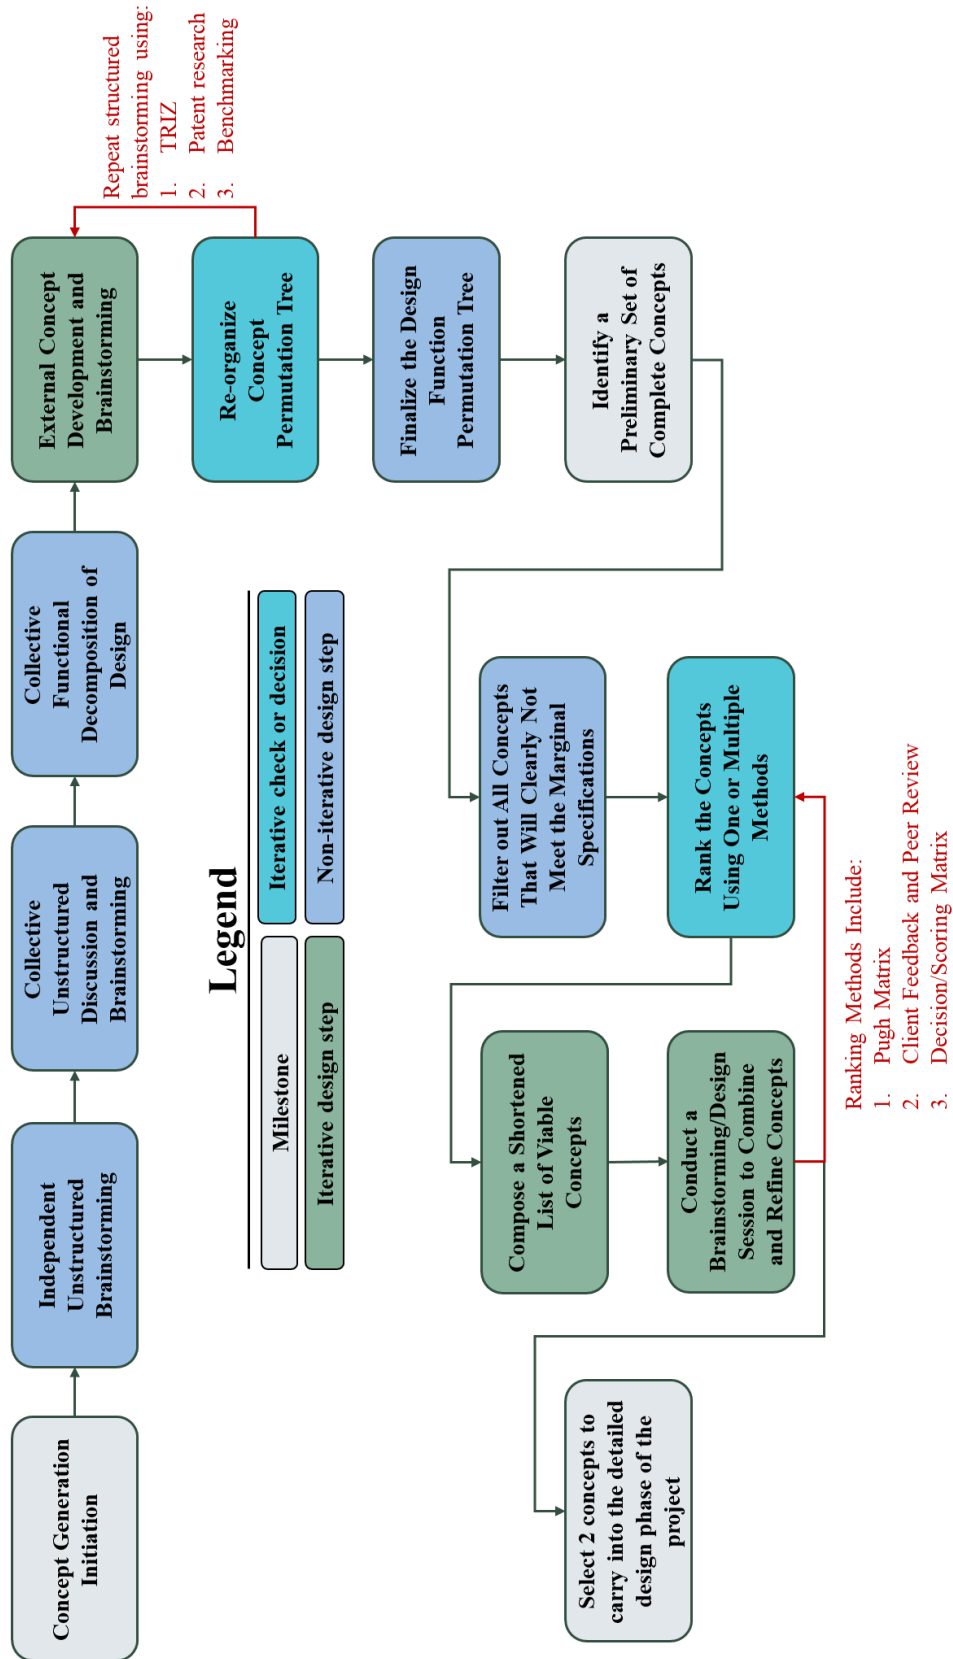 Concept Generation
Initiation
Independent
Unstructured
Brainstorming
Collective
Unstructured
Discussion and
Brainstorming
Collective
Functional
Decomposition of
Design
External Concept
Development and
Brainstorming
Repeat structured
brainstorming using:
1. TRIZ
2. Patent research
3. Benchmarking
Re-organize
Concept
Permutation Tree
Finalize the Design
Function
Permutation Tree
Identify a
Preliminary Set of
Complete Concepts
Legend
Milestone
Iterative check or decision
Iterative design step
Non-iterative design step
Filter out All Concepts
That Will Clearly Not
Meet the Marginal
Specifications
Rank the Concepts
Using One or Multiple
Methods
Compose a Shortened
List of Viable
Concepts
Conduct a
Brainstorming/Design
Session to Combine
and Refine Concepts
Ranking Methods Include:
1. Pugh Matrix
2. Client Feedback and Peer Review
3. Decision/Scoring Matrix
Select 2 concepts to
carry into the detailed
design phase of the
project